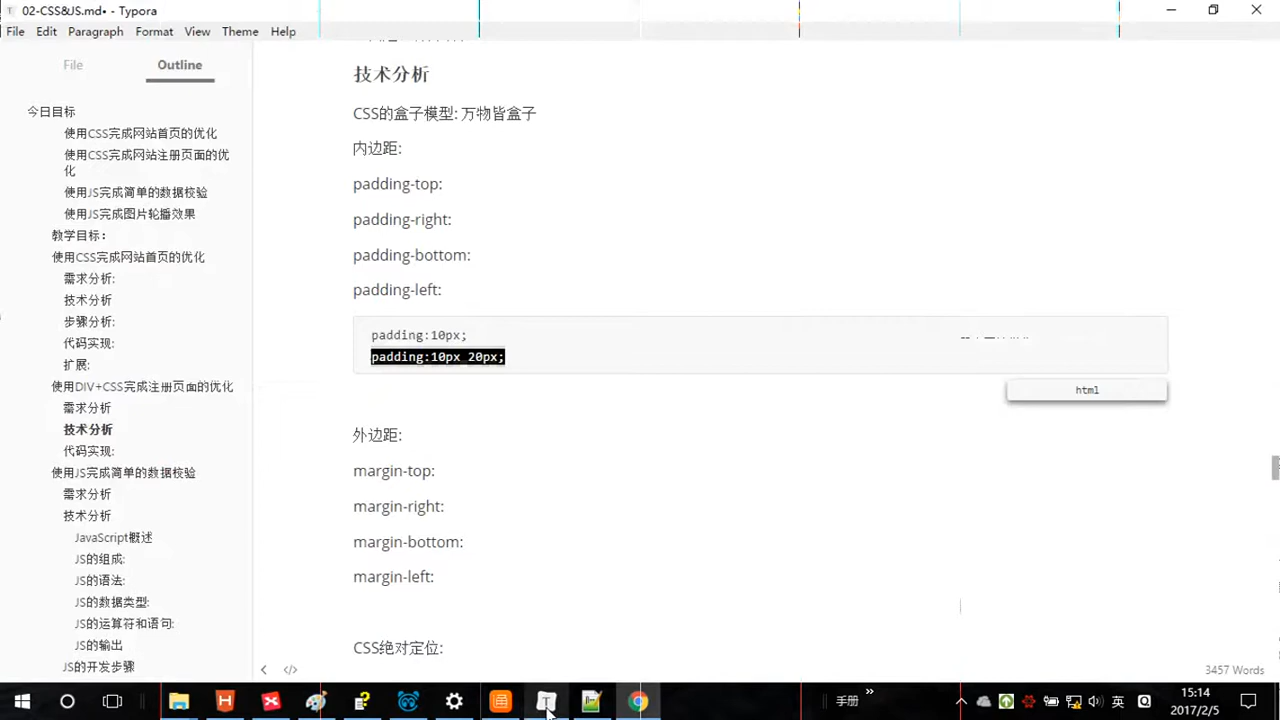 02-CSS&JS.md• - Typora
File Edit Paragraph Format View Theme Help
File Outline
今日目标
使用CSS完成网站首页的优化
使用CSS完成网站注册页面的优
化
使用JS完成简单的数据校验
使用JS完成图片轮播效果
教学目标:
使用CSS完成网站首页的优化
需求分析:
技术分析
步骤分析:
代码实现:
扩展:
使用DIV+CSS完成注册页面的优化
需求分析
技术分析
代码实现:
使用JS完成简单的数据校验
需求分析
技术分析
JavaScript概述
JS的组成:
JS的语法:
JS的数据类型:
JS的运算符和语句:
JS的输出
JS的开发步骤
技术分析
CSS的盒子模型: 万物皆盒子
内边距:
padding-top:
padding-right:
padding-bottom:
padding-left:
padding:10px;
padding:10px 20px;
html
外边距:
margin-top:
margin-right:
margin-bottom:
margin-left:
CSS绝对定位:
3457 Words
手册
英
15:14
2017/2/5